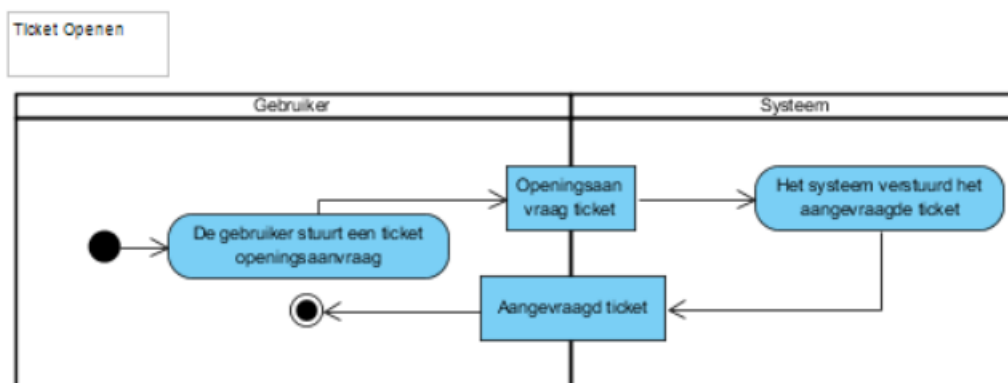 Ticket Openen
Gebruiker
Systeem
Openingsaan
vraag ticket
Het systeem verstuurd het
aangevraagde ticket
De gebruiker stuurt een ticket
openingsaanvraag
Aangevraagd ticket